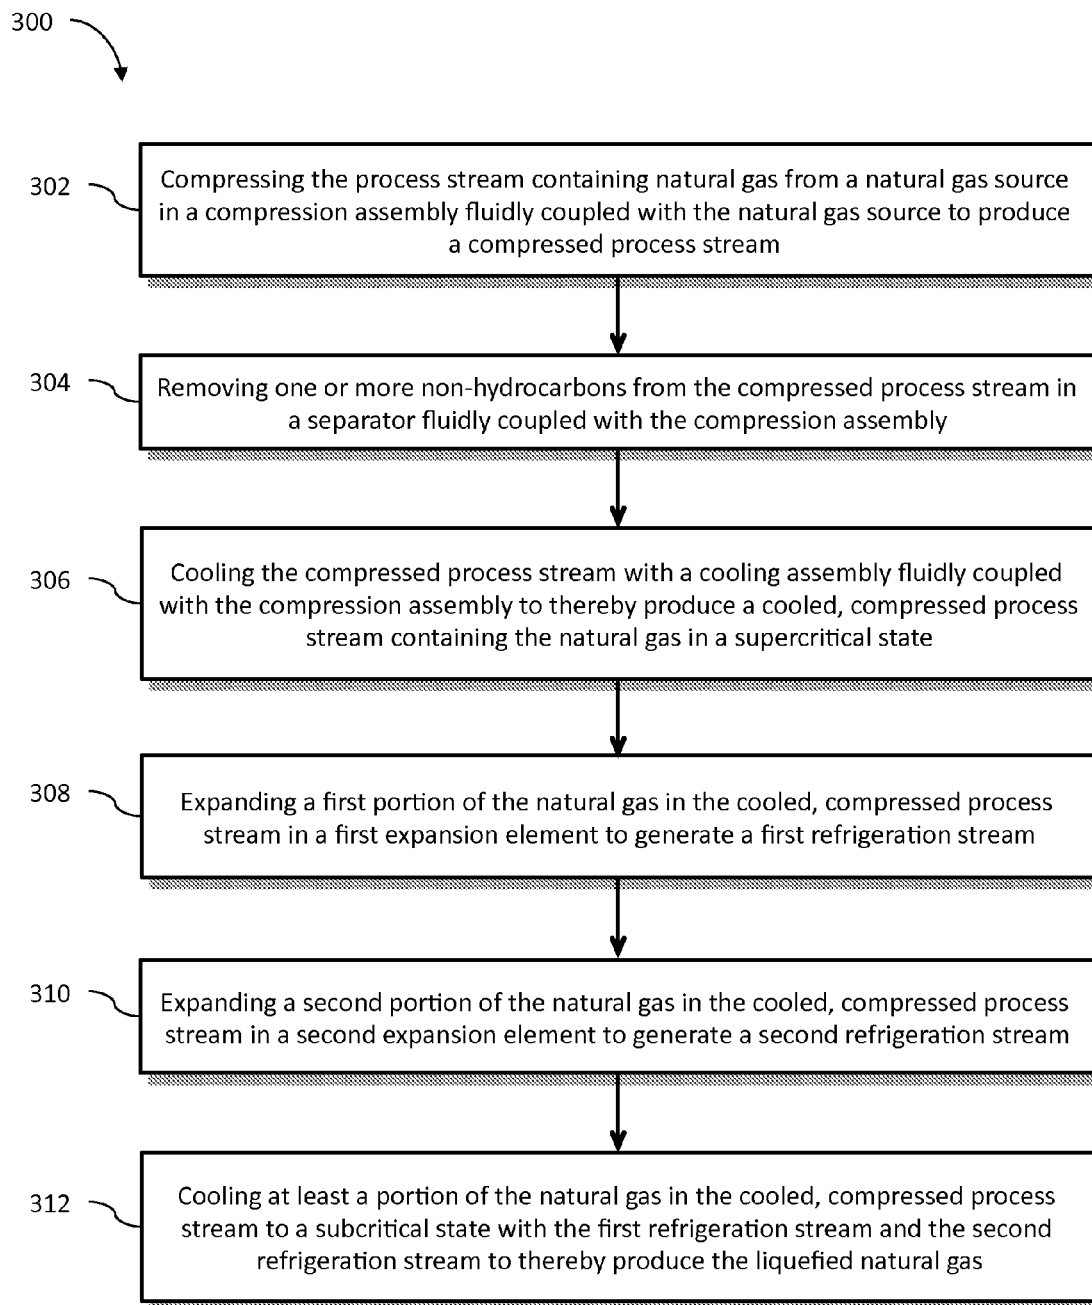 300
302
Compressing the process stream containing natural gas from a natural gas source
in a compression assembly fluidly coupled with the natural gas source to produce
a compressed process stream
304
Removing one or more non-hydrocarbons from the compressed process stream in
a separator fluidly coupled with the compression assembly
306
Cooling the compressed process stream with a cooling assembly fluidly coupled
with the compression assembly to thereby produce a cooled, compressed process
stream containing the natural gas in a supercritical state
308
Expanding a first portion of the natural gas in the cooled, compressed process
stream in a first expansion element to generate a first refrigeration stream
310
Expanding a second portion of the natural gas in the cooled, compressed process
stream in a second expansion element to generate a second refrigeration stream
312
Cooling at least a portion of the natural gas in the cooled, compressed process
stream to a subcritical state with the first refrigeration stream and the second
refrigeration stream to thereby produce the liquefied natural gas